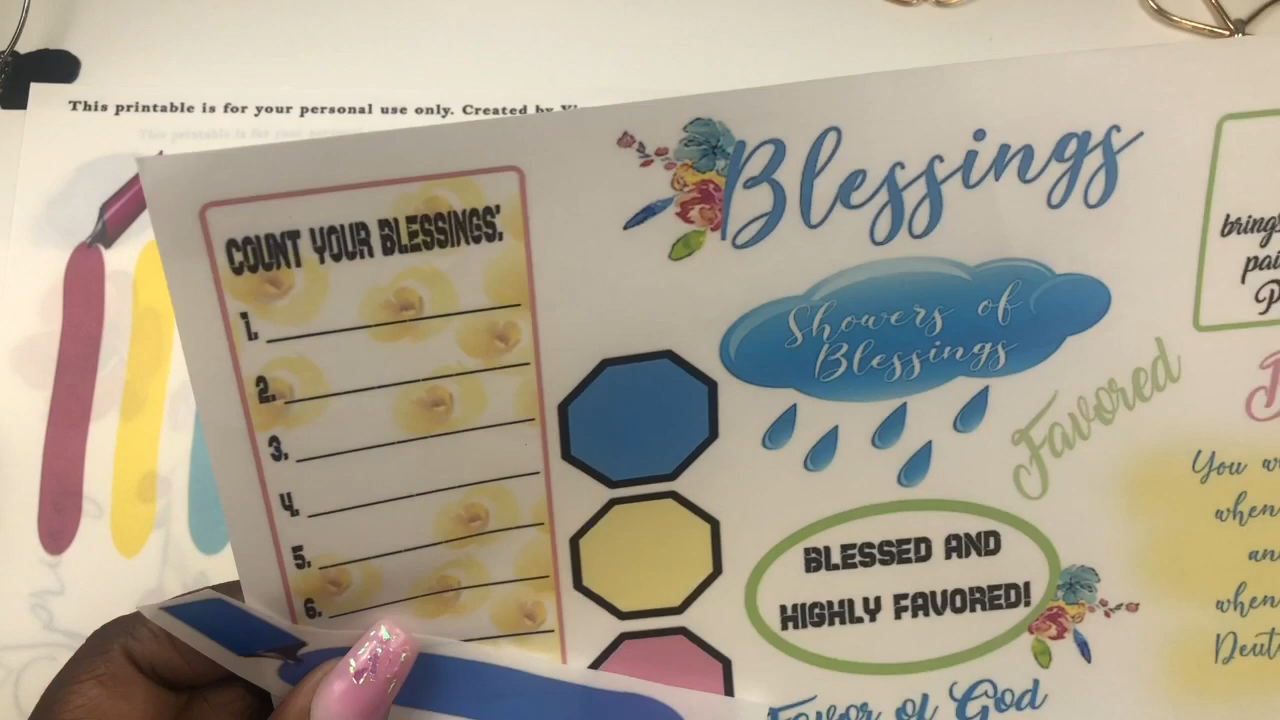 This printable is for your personal use only. Created by
Blessings
COUNT YOUR BLESSINGS:
1.
2.
3.
4.
5.
6.
Showers of
Blessings
Favored
BLESSED AND
HIGHLY FAVORED!
Favor of God
brings
You
when
when
Deut